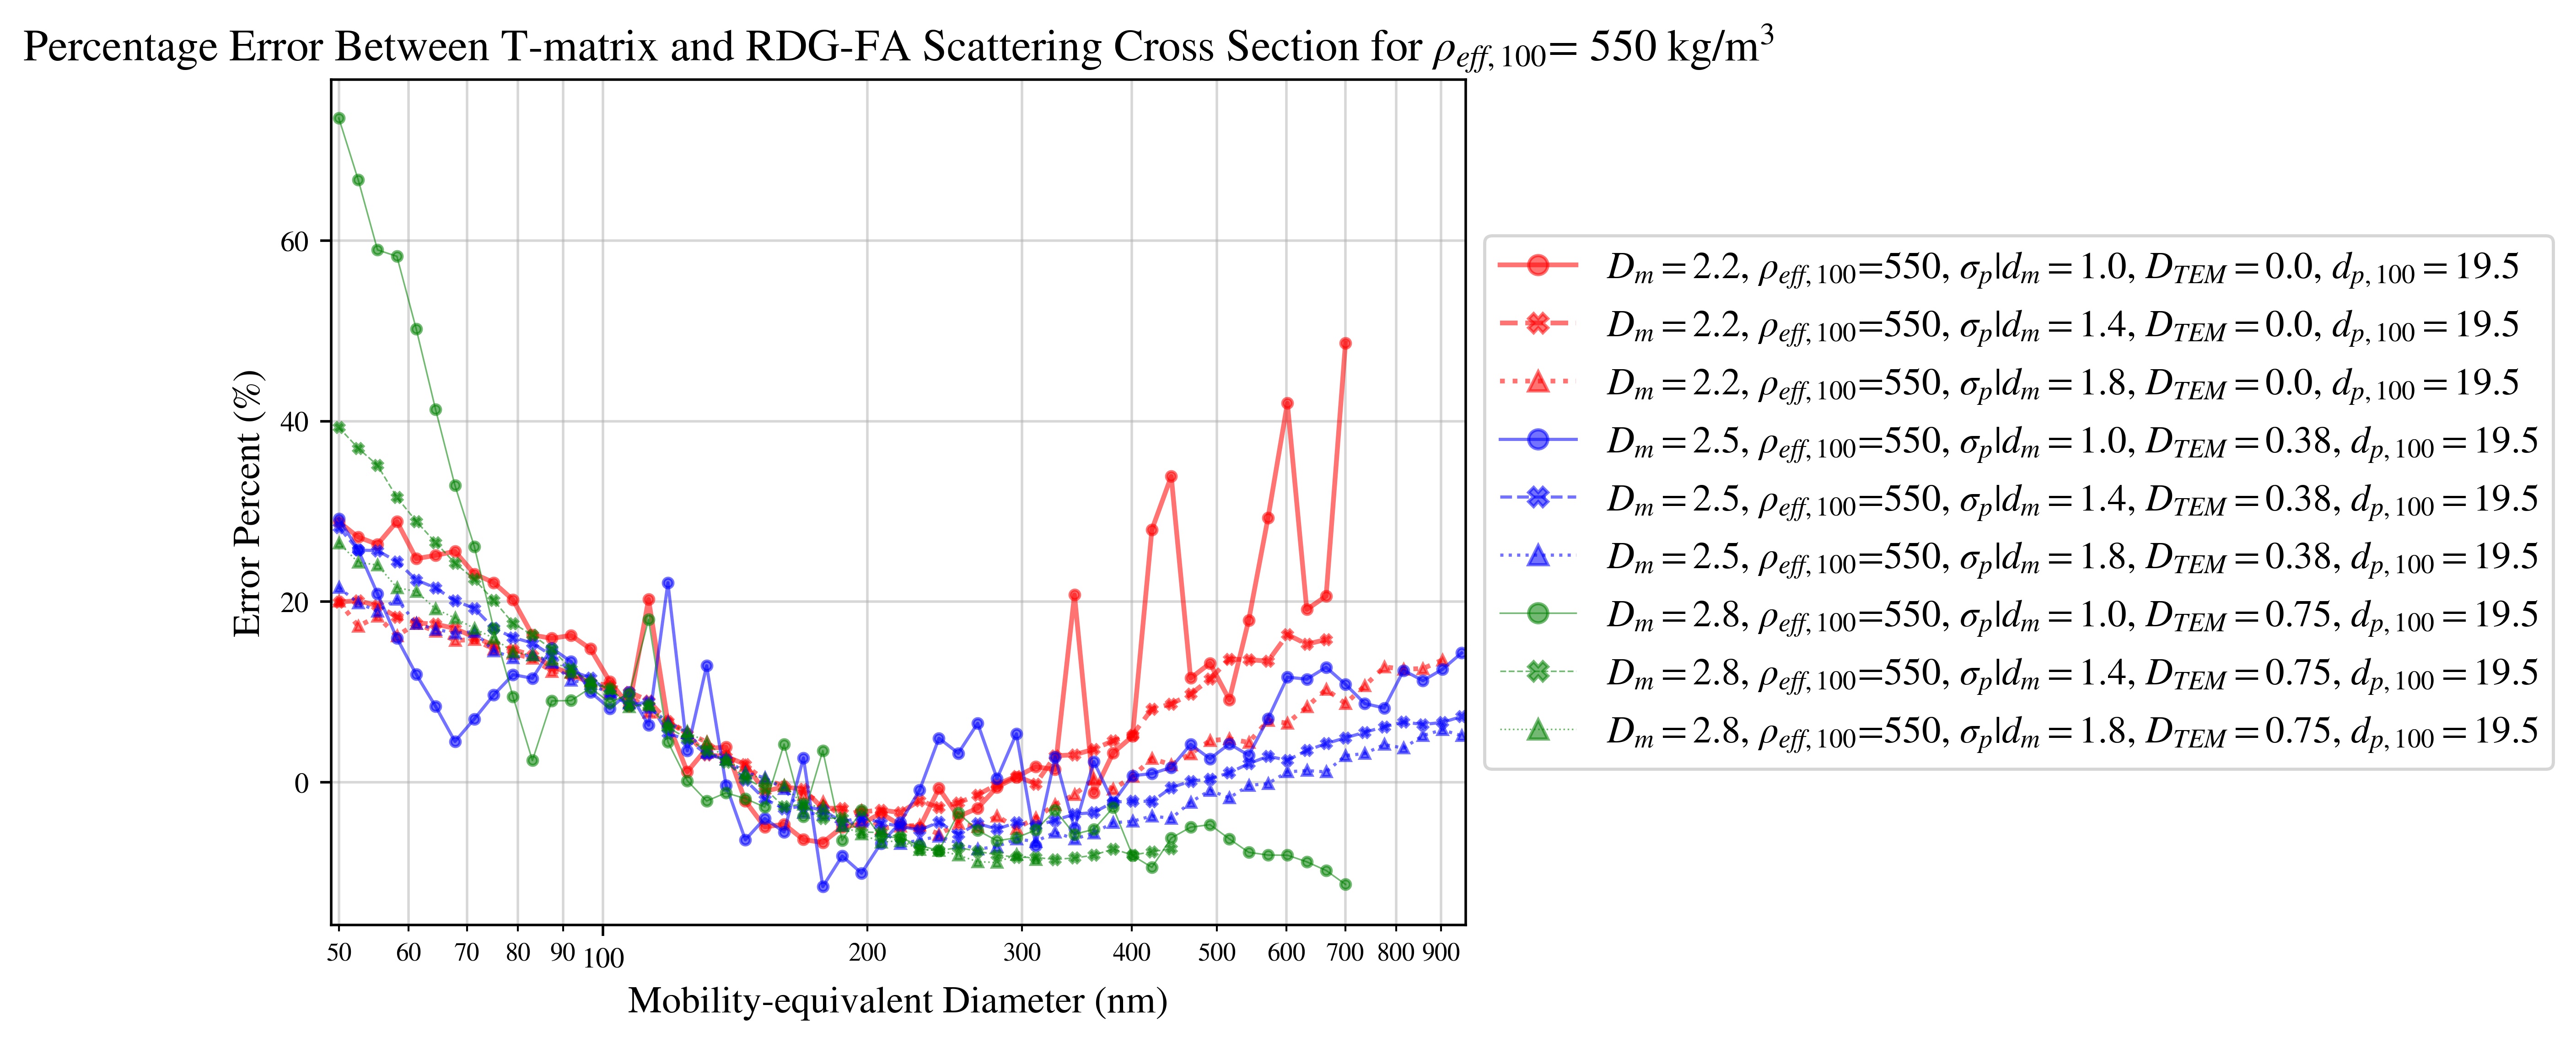 Percentage Error Between T-matrix and RDG-FA Scattering Cross Section for ρeff,100= 550 kg/m³
Error Percent (%)
60
40
20
0
50 60 70 80 90 100 200 300 400 500 600 700 800 900
Mobility-equivalent Diameter (nm)
Dm = 2.2, ρeff,100=550, σp|dm = 1.0, DTEM = 0.0, dp,100 = 19.5
Dm = 2.2, ρeff,100=550, σp|dm = 1.4, DTEM = 0.0, dp,100 = 19.5
Dm = 2.2, ρeff,100=550, σp|dm = 1.8, DTEM = 0.0, dp,100 = 19.5
Dm = 2.5, ρeff,100=550, σp|dm = 1.0, DTEM = 0.38, dp,100 = 19.5
Dm = 2.5, ρeff,100=550, σp|dm = 1.4, DTEM = 0.38, dp,100 = 19.5
Dm = 2.5, ρeff,100=550, σp|dm = 1.8, DTEM = 0.38, dp,100 = 19.5
Dm = 2.8, ρeff,100=550, σp|dm = 1.0, DTEM = 0.75, dp,100 = 19.5
Dm = 2.8, ρeff,100=550, σp|dm = 1.4, DTEM = 0.75, dp,100 = 19.5
Dm = 2.8, ρeff,100=550, σp|dm = 1.8, DTEM = 0.75, dp,100 = 19.5